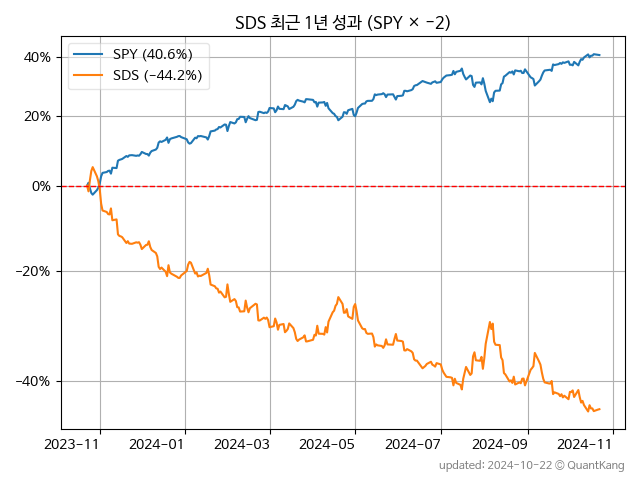 SDS 최근 1년 성과 (SPY × −2)
SPY (40.6%)
SDS (−44.2%)
40%
20%
0%
−20%
−40%
2023-11 2024-01 2024-03 2024-05 2024-07 2024-09 2024-11
updated: 2024-10-22 © QuantKang